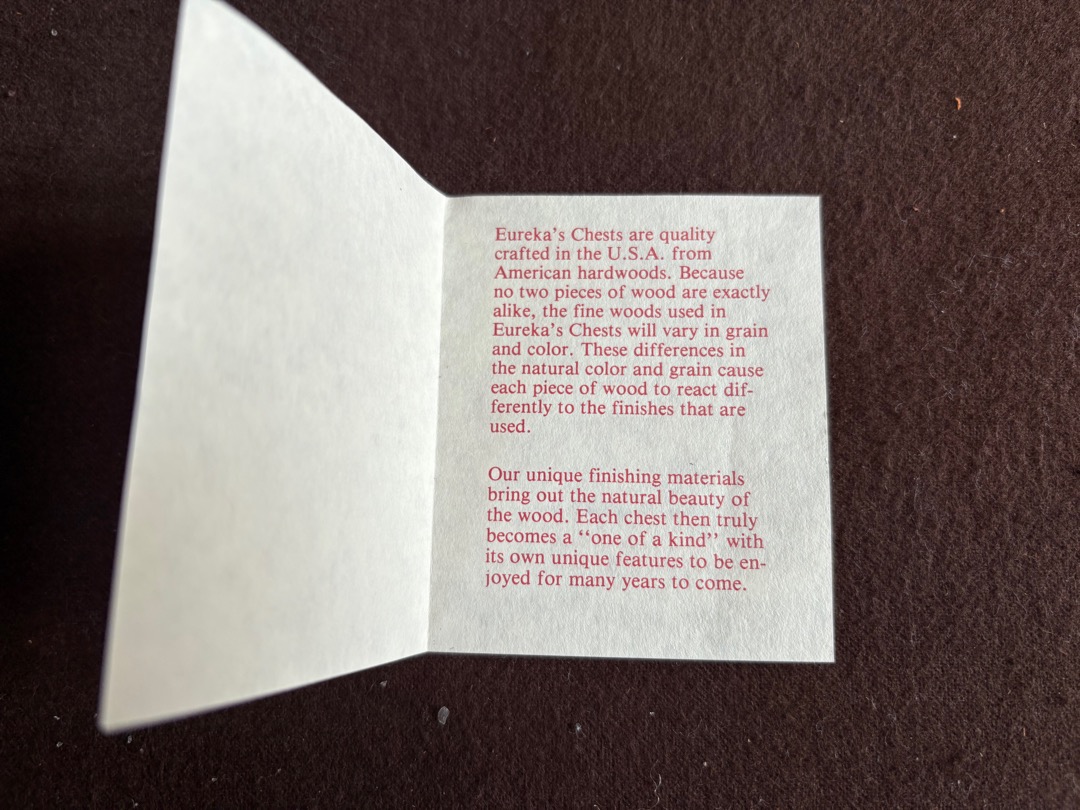 Eureka's Chests are quality
crafted in the U.S.A. from
American hardwoods. Because
no two pieces of wood are exactly
alike, the fine woods used in
Eureka's Chests will vary in grain
and color. These differences in
the natural color and grain cause
each piece of wood to react dif-
ferently to the finishes that are
used.
Our unique finishing materials
bring out the natural beauty of
the wood. Each chest then truly
becomes a ‘‘one of a kind’’ with
its own unique features to be en-
joyed for many years to come.